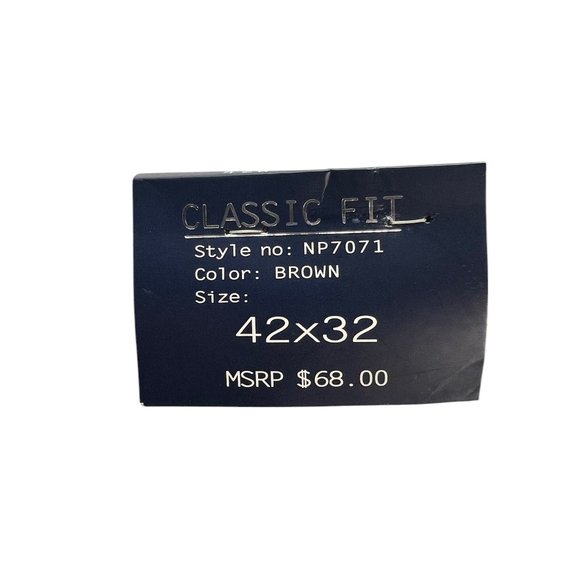 CLASSIC FIT
Style no: NP7071
Color: BROWN
Size:
42x32
MSRP $68.00